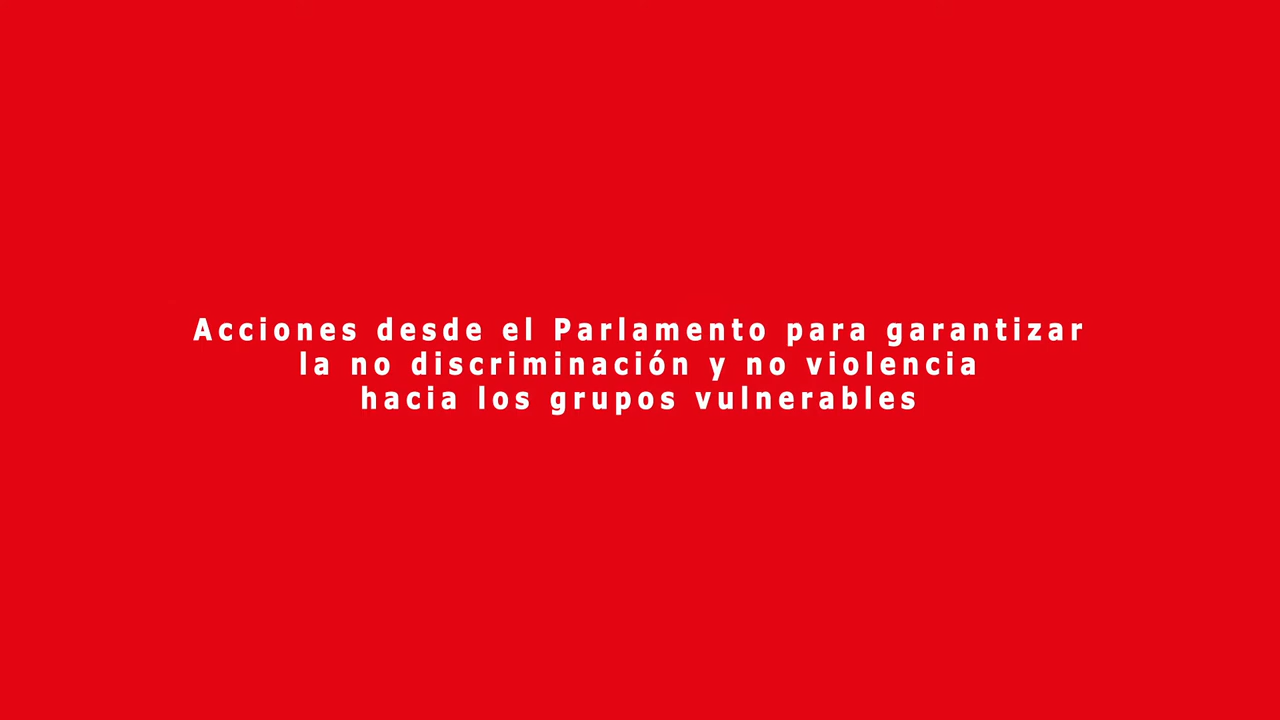 Acciones desde el Parlamento para garantizar
la no discriminación y no violencia
hacia los grupos vulnerables